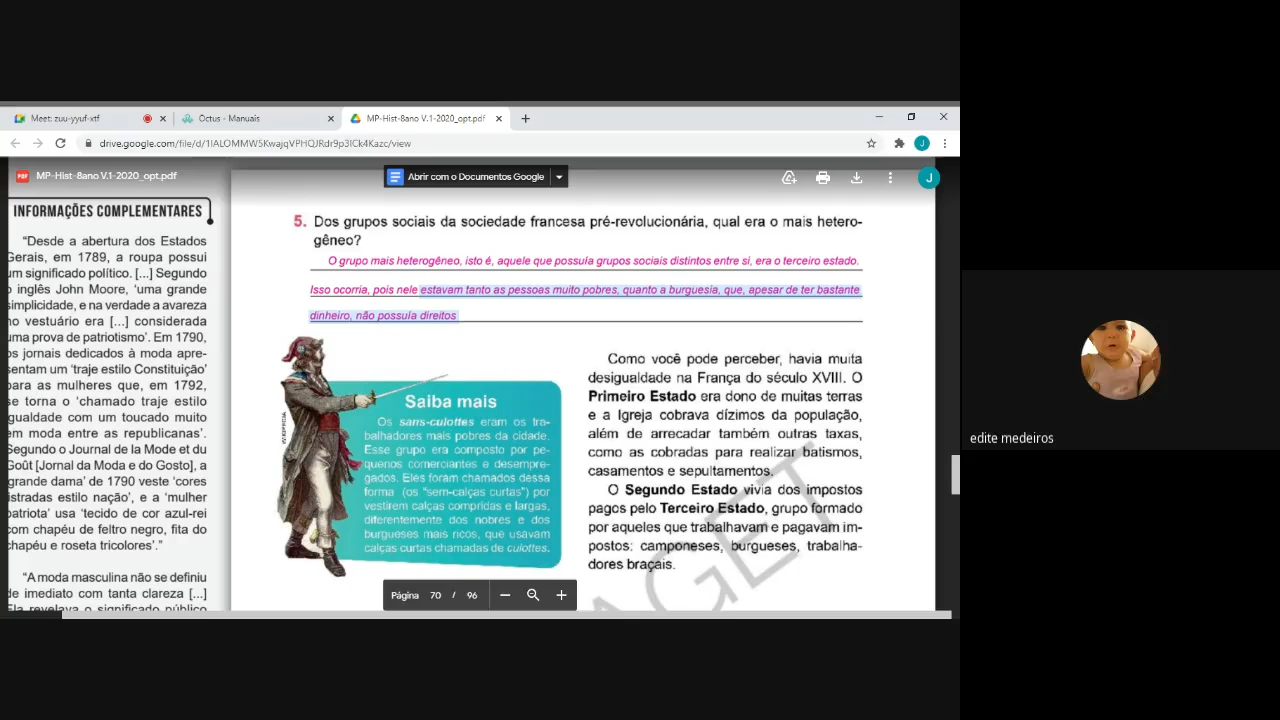 Meet: zuu-yyuf-xtf
Octus - Manuais
MP-Hist-8ano V.1-2020_opt.pdf
drive.google.com/file/d/1IALOMMW5KwajqVPHQJRdr9p3ICk4Kazc/view
PDF MP-Hist-8ano V.1-2020_opt.pdf
Abrir com o Documentos Google
J
J
INFORMAÇÕES COMPLEMENTARES
“Desde a abertura dos Estados
Gerais, em 1789, a roupa possui
um significado político. [...] Segundo
o inglês John Moore, ‘uma grande
simplicidade, e na verdade a avareza
no vestuário era [...] considerada
uma prova de patriotismo’. Em 1790,
os jornais dedicados à moda apre-
sentam um ‘traje estilo Constituição’
para as mulheres que, em 1792,
se torna o ‘chamado traje estilo
igualdade com um toucado muito
em moda entre as republicanas’.
Segundo o Journal de la Mode et du
Goût [Jornal da Moda e do Gosto], a
‘grande dama’ de 1790 veste ‘cores
listradas estilo nação’, e a ‘mulher
patriota’ usa ‘tecido de cor azul-rei
com chapéu de feltro negro, fita do
chapéu e roseta tricolores’.”
“A moda masculina não se definiu
de imediato com tanta clareza [...]
Ela revelava o significado público
5. Dos grupos sociais da sociedade francesa pré-revolucionária, qual era o mais hetero-
gêneo?
O grupo mais heterogêneo, isto é, aquele que possuía grupos sociais distintos entre si, era o terceiro estado.
Isso ocorria, pois nele estavam tanto as pessoas muito pobres, quanto a burguesia, que, apesar de ter bastante
dinheiro, não possuía direitos
WIKIPEDIA
Saiba mais
Os sans-culottes eram os tra-
balhadores mais pobres da cidade.
Esse grupo era composto por pe-
quenos comerciantes e desempre-
gados. Eles foram chamados dessa
forma (os “sem-calças curtas”) por
vestirem calças compridas e largas,
diferentemente dos nobres e dos
burgueses mais ricos, que usavam
calças curtas chamadas de culottes.
Como você pode perceber, havia muita
desigualdade na França do século XVIII. O
Primeiro Estado era dono de muitas terras
e a Igreja cobrava dízimos da população,
além de arrecadar também outras taxas,
como as cobradas para realizar batismos,
casamentos e sepultamentos.
O Segundo Estado vivia dos impostos
pagos pelo Terceiro Estado, grupo formado
por aqueles que trabalhavam e pagavam im-
postos: camponeses, burgueses, trabalha-
dores braçais.
AGET
Página 70 / 96
edite medeiros